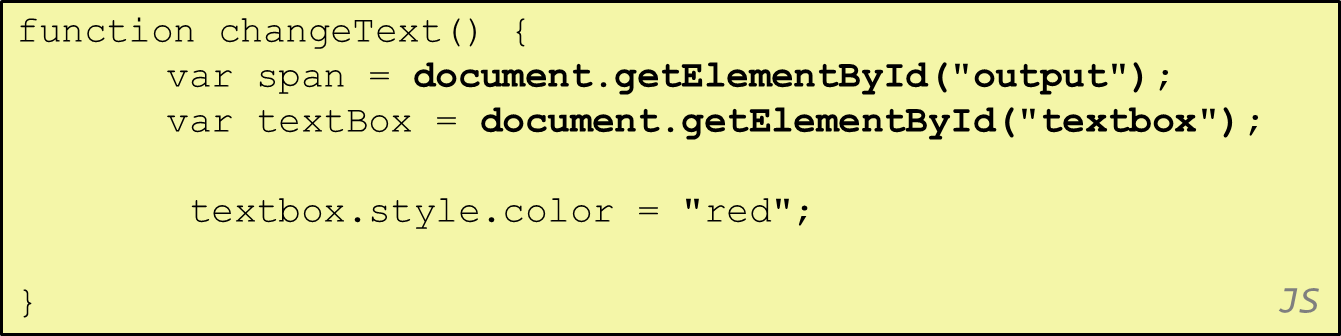 function changeText() {
var span = document.getElementById("output");
var textBox = document.getElementById("textbox");
textbox.style.color = "red";
}
JS